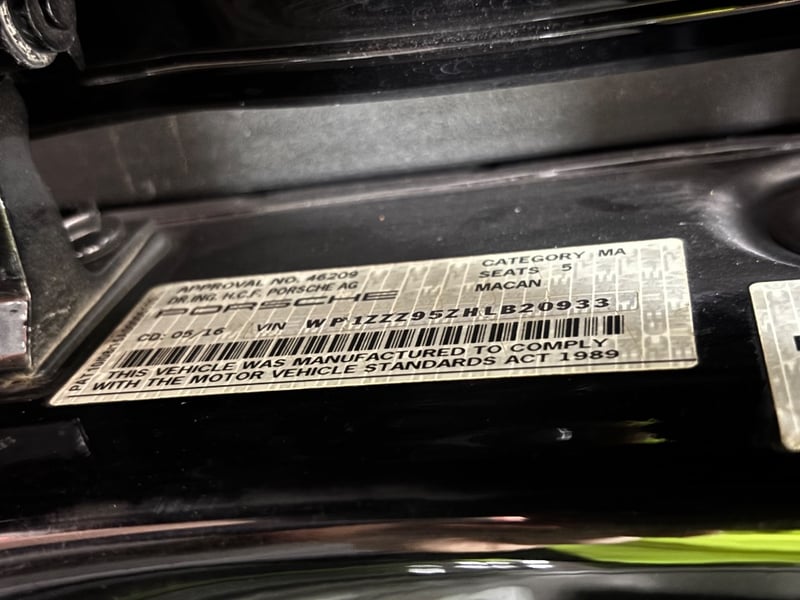 APPROVAL NO. 46209
CATEGORY MA
DR. ING. H.C.F. PORSCHE AG
SEATS 5
PORSCHE
MACAN
CD: 05/16 VIN WP1ZZZ95ZHLB20933
THIS VEHICLE WAS MANUFACTURED TO COMPLY
WITH THE MOTOR VEHICLE STANDARDS ACT 1989